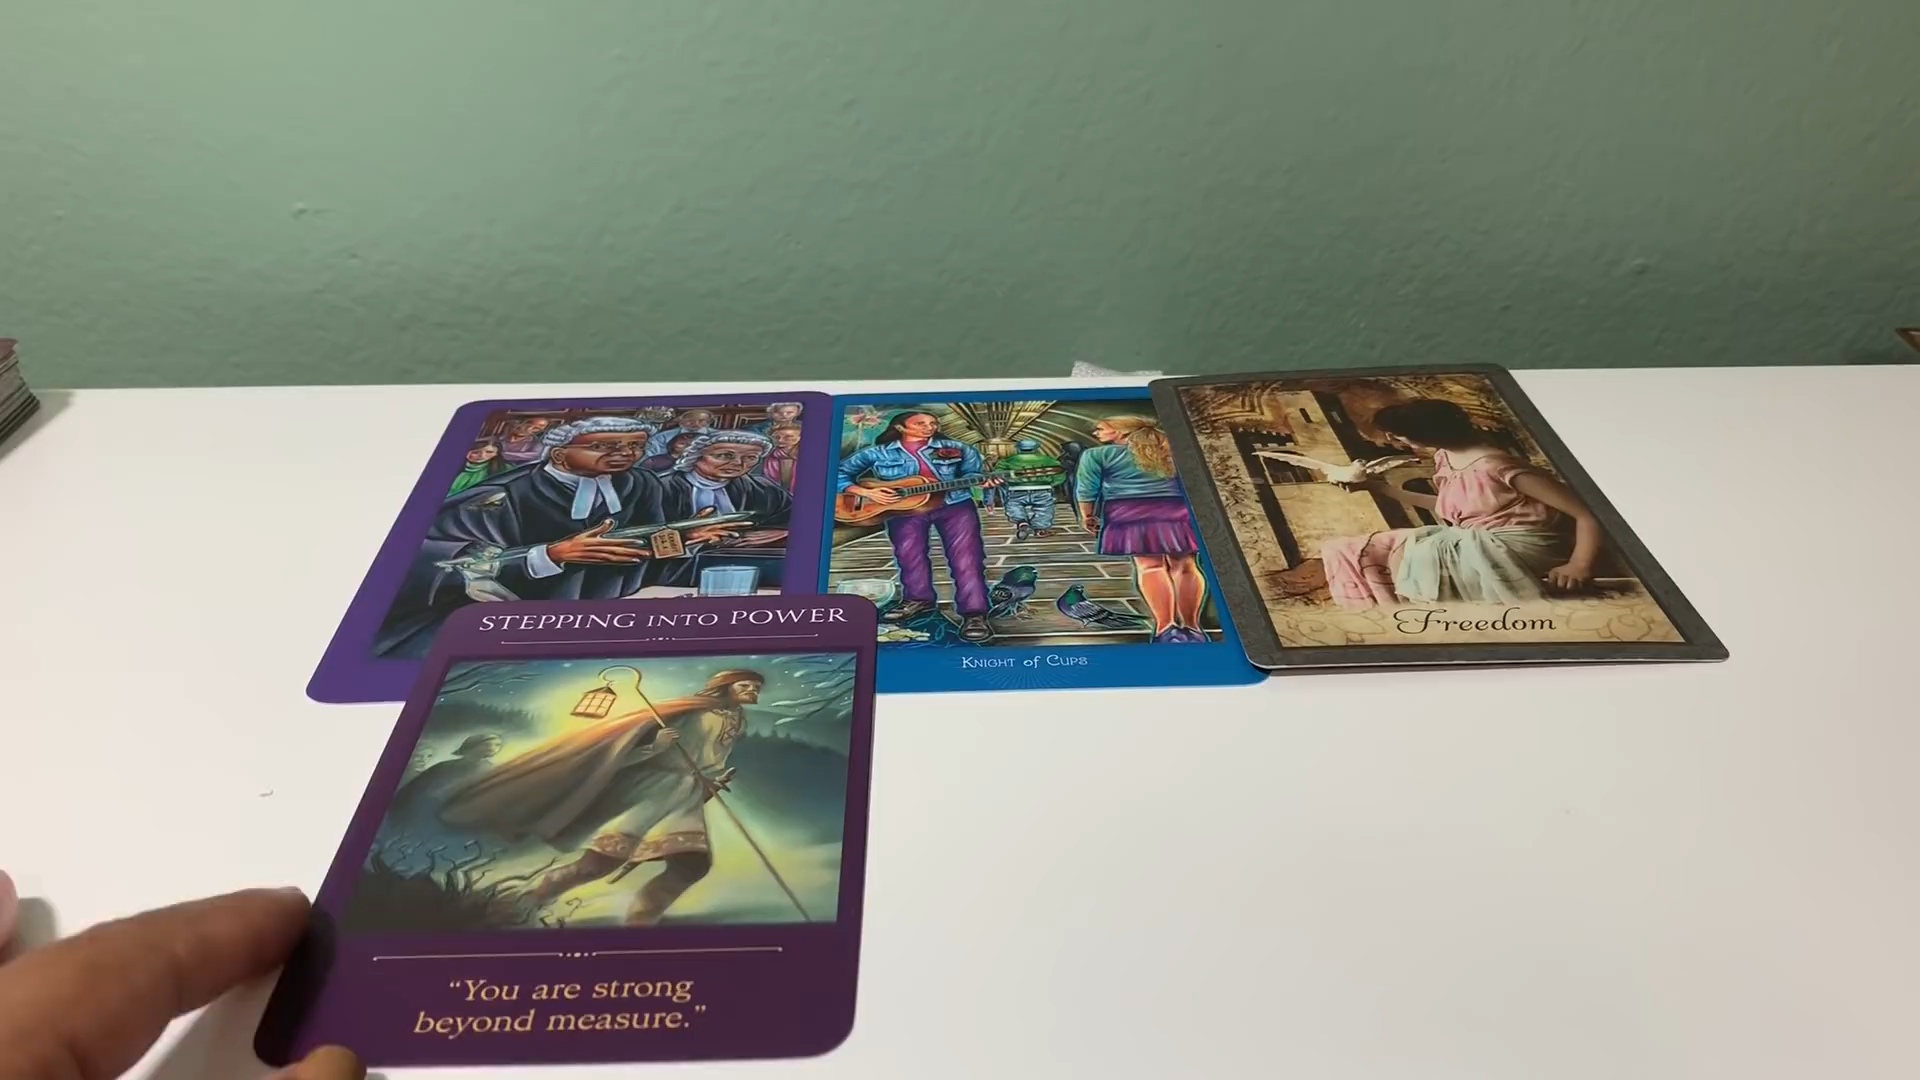 Freedom
Knight of Cups
STEPPING INTO POWER
"You are strong
beyond measure."